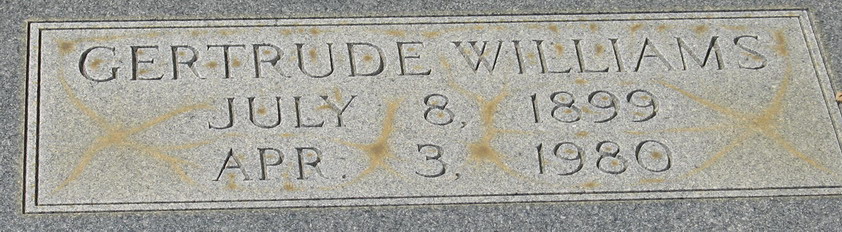 GERTRUDE WILLIAMS
JULY 8, 1899
APR. 3, 1980